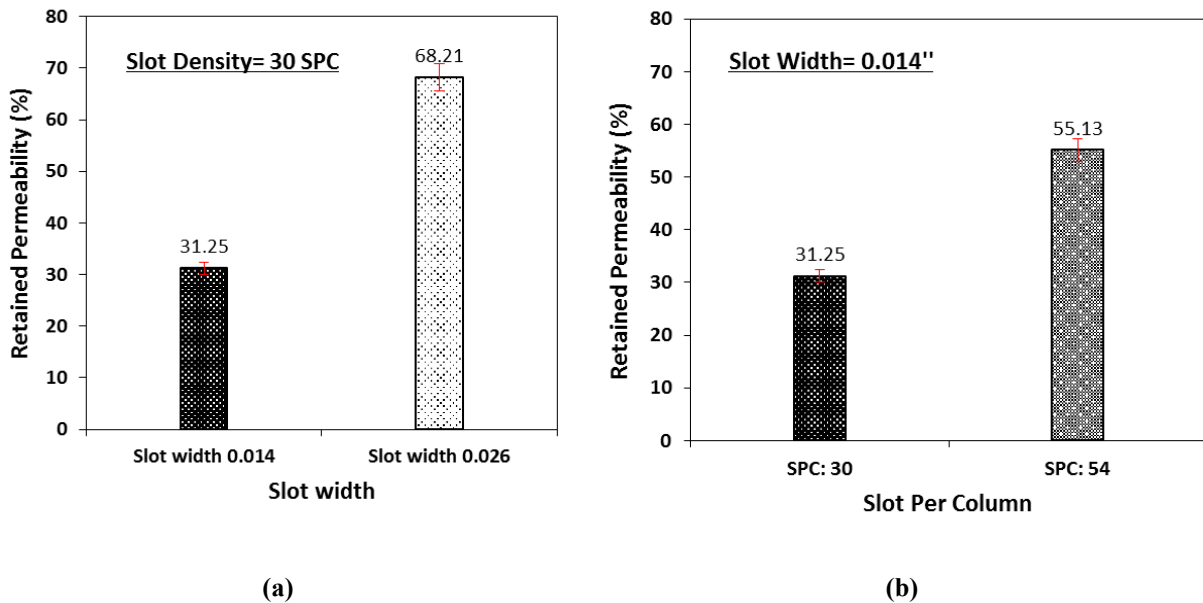 80
70
60
50
40
30
20
10
0
Retained Permeability (%)
Slot Density= 30 SPC
68.21
31.25
Slot width 0.014
Slot width 0.026
Slot width
(a)
80
70
60
50
40
30
20
10
0
Retained Permeability (%)
Slot Width= 0.014''
55.13
31.25
SPC: 30
SPC: 54
Slot Per Column
(b)